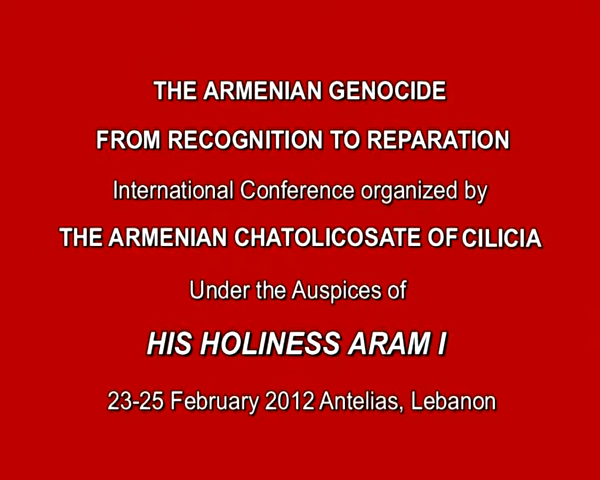 THE ARMENIAN GENOCIDE
FROM RECOGNITION TO REPARATION
International Conference organized by
THE ARMENIAN CHATOLICOSATE OF CILICIA
Under the Auspices of
HIS HOLINESS ARAM I
23-25 February 2012 Antelias, Lebanon